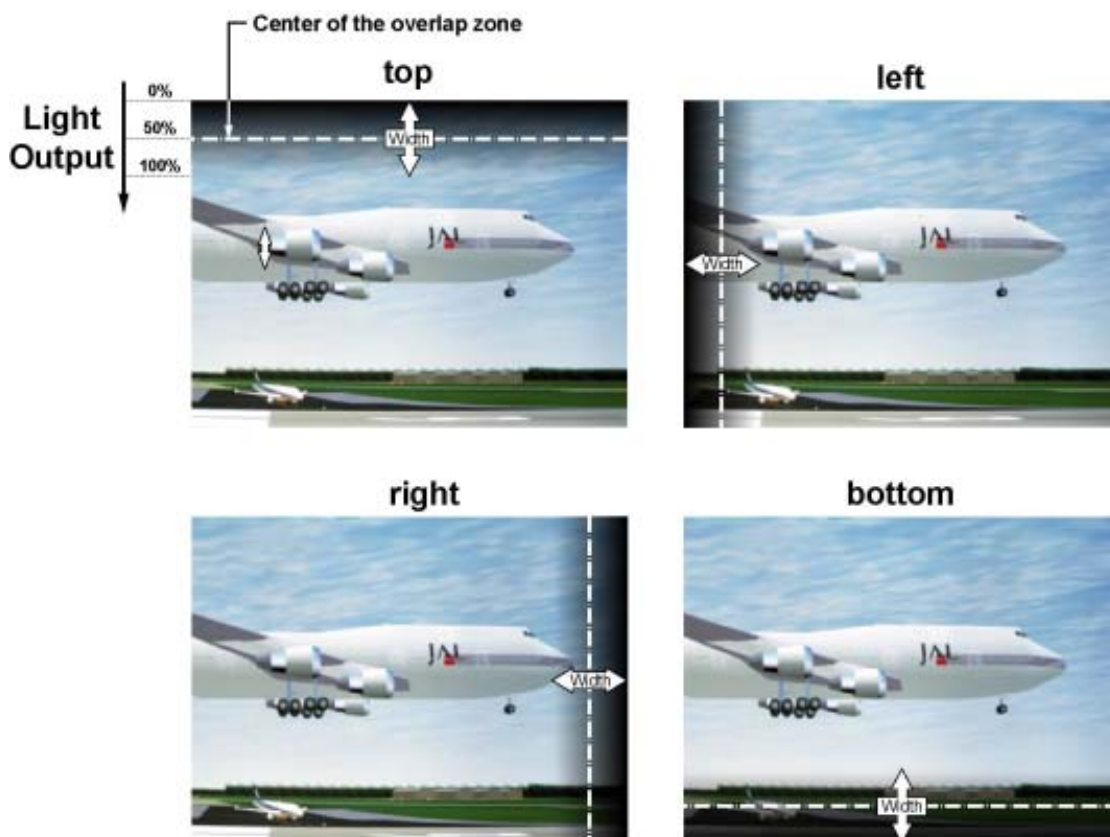 Center of the overlap zone
top
left
0%
Light
Output
50%
Width
100%
JAL
Width
JAL
right
bottom
JAL
Width
JAL
Width